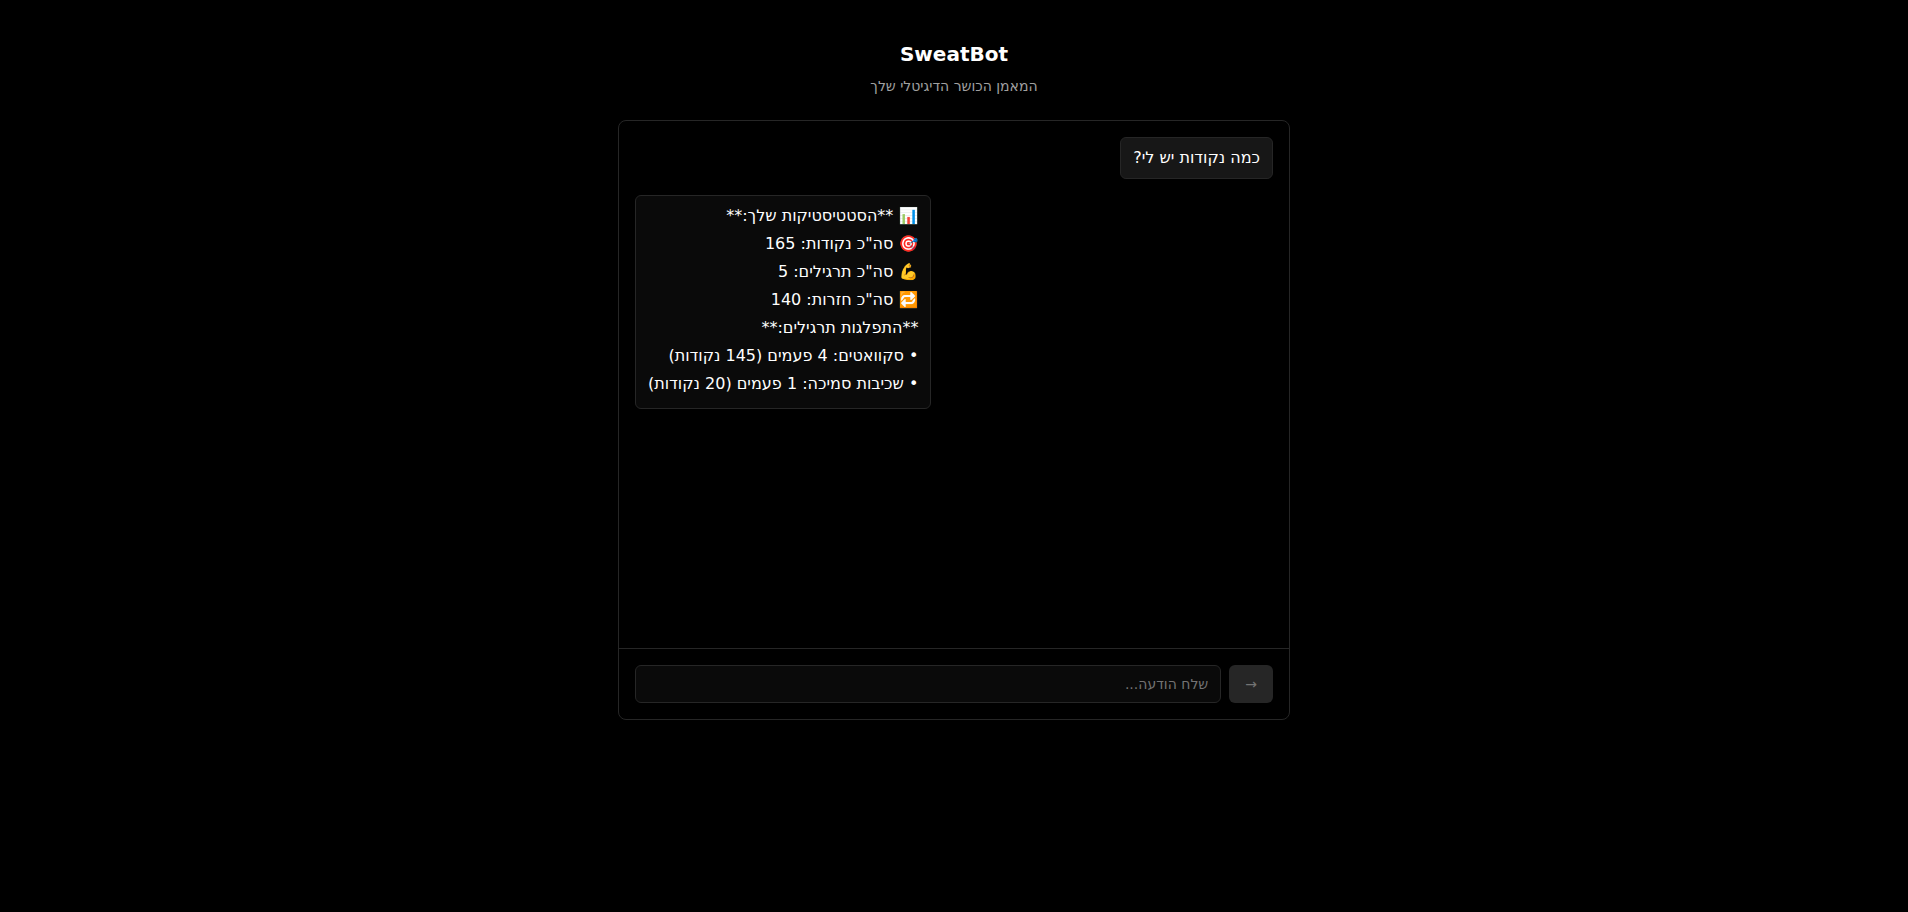 SweatBot
המאמן הכושר הדיגיטלי שלך
כמה נקודות יש לי?
📊 **הסטטיסטיקות שלך:**
🎯 סה"כ נקודות: 165
💪 סה"כ תרגילים: 5
🔁 סה"כ חזרות: 140
**התפלגות תרגילים:**
• סקוואטים: 4 פעמים (145 נקודות)
• שכיבות סמיכה: 1 פעמים (20 נקודות)
→
שלח הודעה...